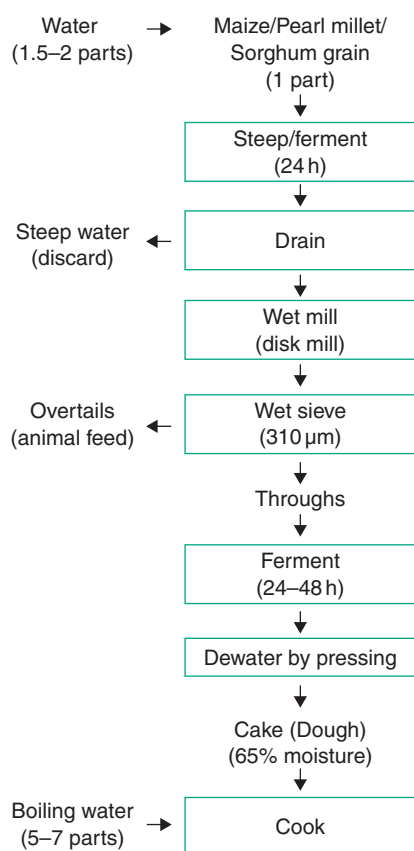 Water
(1.5–2 parts)
Maize/Pearl millet/
Sorghum grain
(1 part)
Steep/ferment
(24 h)
Steep water
(discard)
Drain
Wet mill
(disk mill)
Overtails
(animal feed)
Wet sieve
(310 µm)
Throughs
Ferment
(24–48 h)
Dewater by pressing
Cake (Dough)
(65% moisture)
Boiling water
(5–7 parts)
Cook